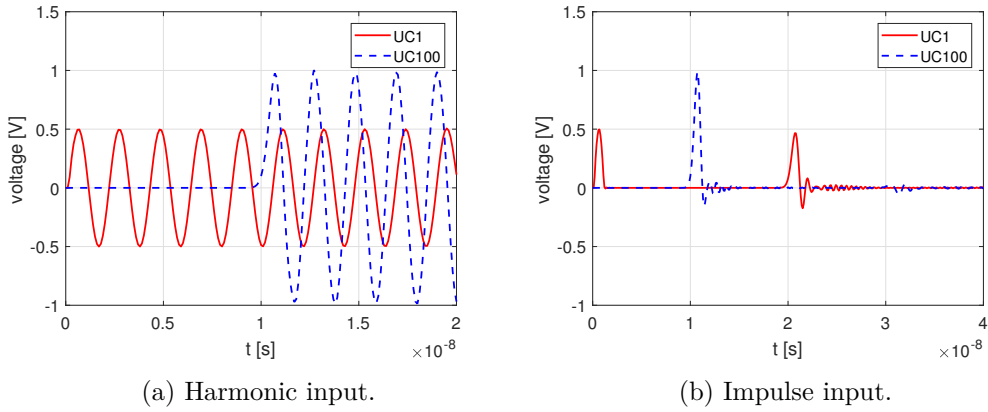 1.5
1
0.5
0
-0.5
-1
voltage [V]
0
0.5
1
1.5
2
t [s]
×10⁻⁸
UC1
UC100
(a) Harmonic input.
1.5
1
0.5
0
-0.5
-1
voltage [V]
0
1
2
3
4
t [s]
×10⁻⁸
UC1
UC100
(b) Impulse input.